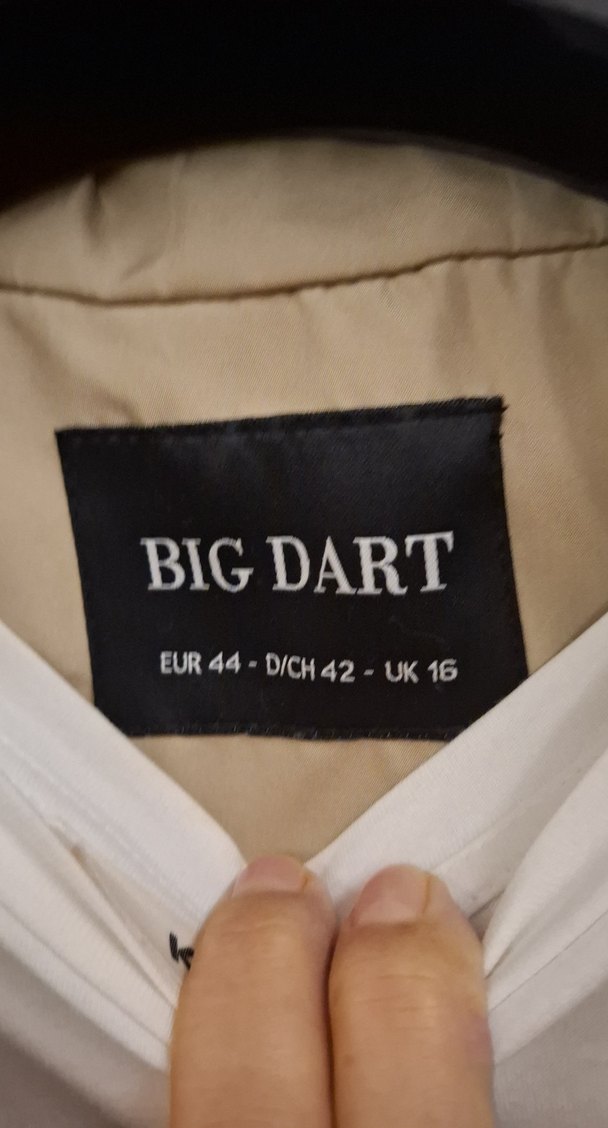 BIG DART
EUR 44 - D/CH 42 - UK 16